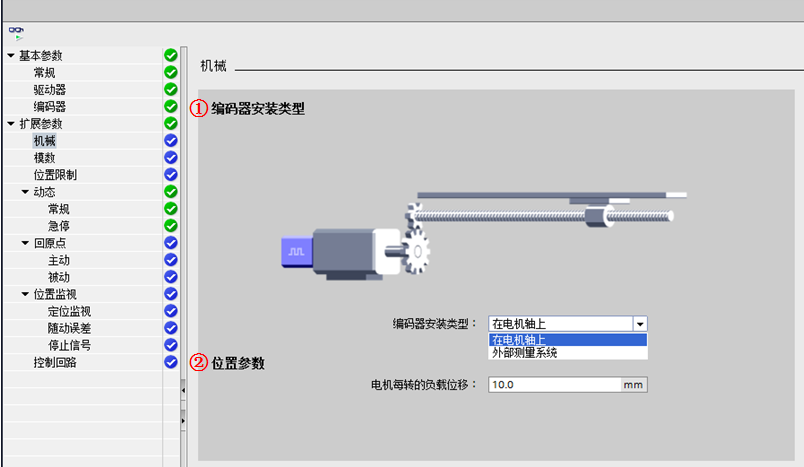 基本参数
常规
驱动器
编码器
扩展参数
机械
模数
位置限制
动态
常规
急停
回原点
主动
被动
位置监视
定位监视
随动误差
停止信号
控制回路
机械
① 编码器安装类型
编码器安装类型： 在电机轴上
在电机轴上
外部测量系统
② 位置参数
电机每转的负载位移： 10.0 mm